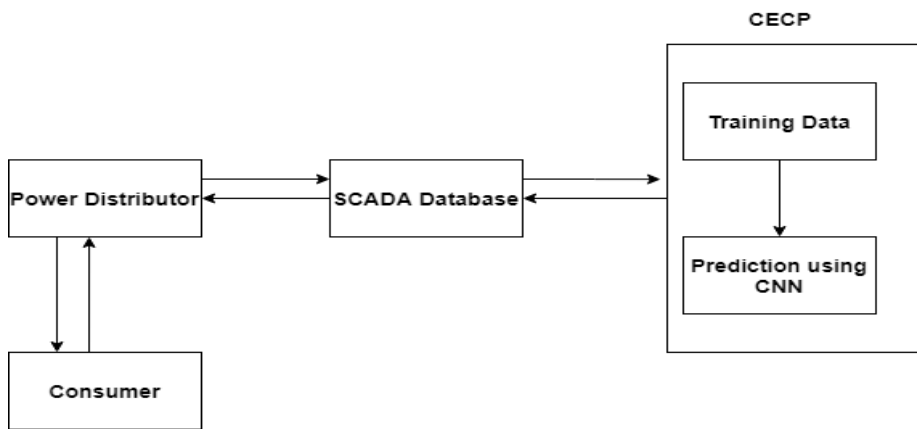 CECP
Training Data
Power Distributor
SCADA Database
Prediction using
CNN
Consumer